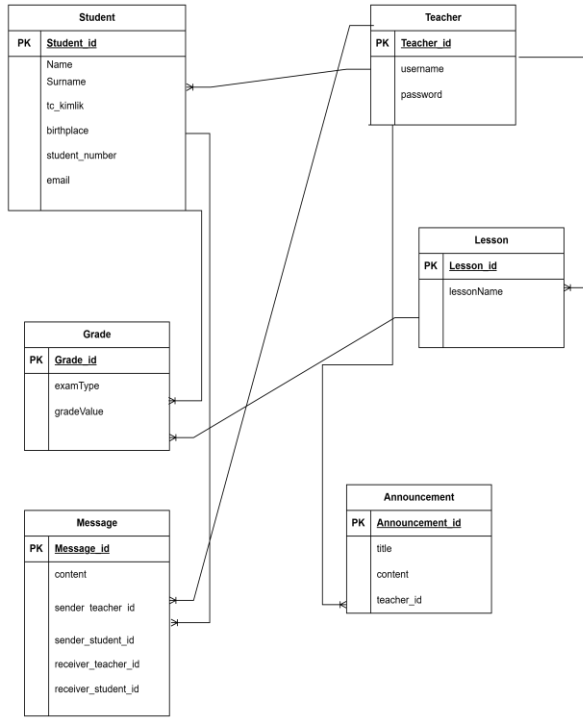 Student
PK Student_id
Name
Surname
tc_kimlik
birthplace
student_number
email
Teacher
PK Teacher_id
username
password
Lesson
PK Lesson_id
lessonName
Grade
PK Grade_id
examType
gradeValue
Announcement
PK Announcement_id
title
content
teacher_id
Message
PK Message_id
content
sender_teacher_id
sender_student_id
receiver_teacher_id
receiver_student_id